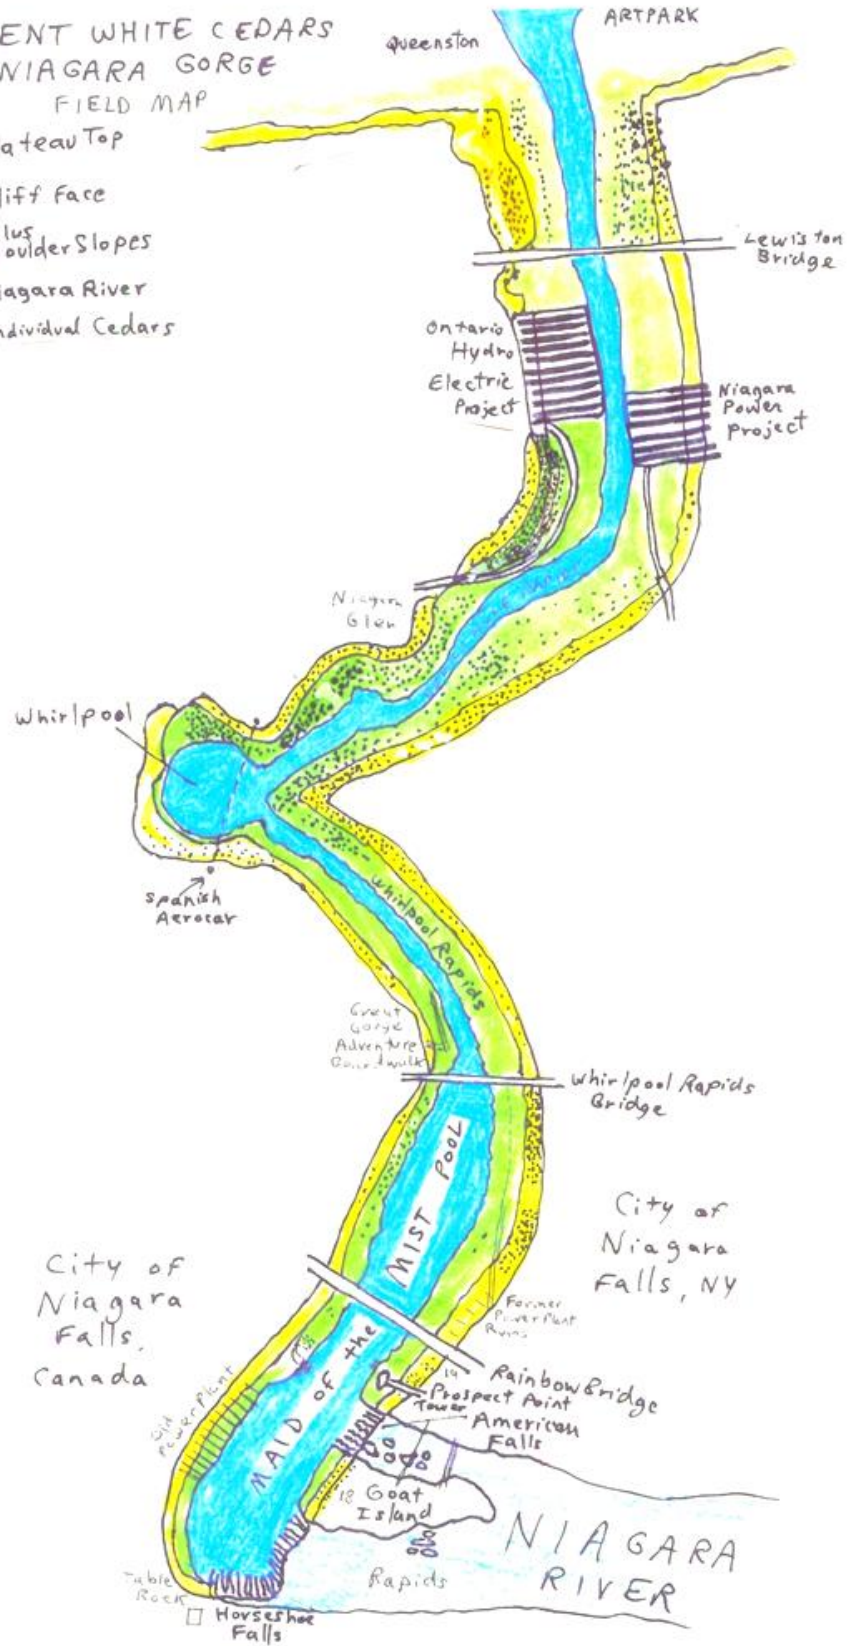 ENT WHITE CEDARS
NIAGARA GORGE
FIELD MAP
ateau Top
liff Face
lus
oulder Slopes
iagara River
ndividual Cedars
Queenston
ARTPARK
Lewiston
Bridge
Ontario
Hydro
Electric
Project
Niagara
Power
Project
Niagara
Glen
Whirlpool
Spanish
Aerocar
Whirlpool Rapids
Great
Gorge
Adventure
Boardwalk
Whirlpool Rapids
Bridge
MAID OF the MIST POOL
City of
Niagara
Falls, NY
City of
Niagara
Falls,
Canada
Former
Power Plant
Ruins
Old
Power Plant
Rainbow Bridge
19
Prospect Point
Tower
American
Falls
18
Goat
Island
NIAGARA
RIVER
Rapids
Table
Rock
Horseshoe
Falls